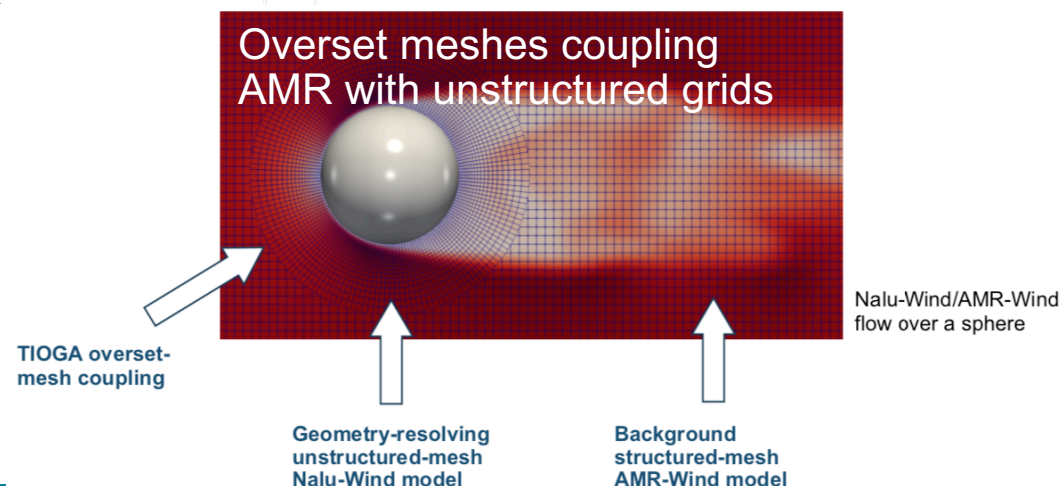 Overset meshes coupling
AMR with unstructured grids
Nalu-Wind/AMR-Wind
flow over a sphere
TIOGA overset-
mesh coupling
Geometry-resolving
unstructured-mesh
Nalu-Wind model
Background
structured-mesh
AMR-Wind model